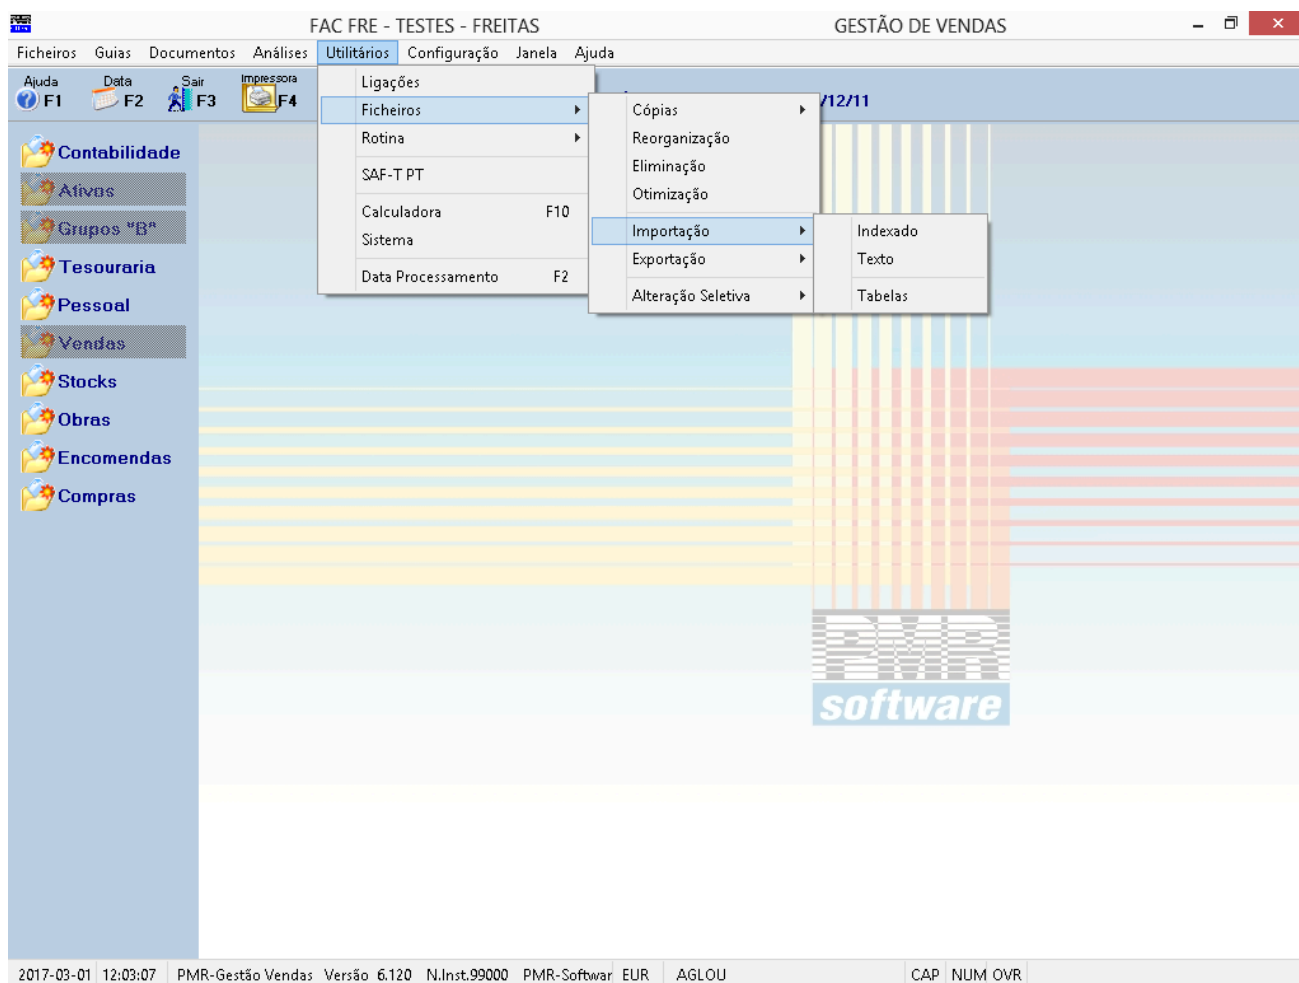 FAC FRE - TESTES - FREITAS GESTÃO DE VENDAS
Ficheiros Guias Documentos Análises Utilitários Configuração Janela Ajuda
Ajuda F1 Data F2 Sair F3 Impressora F4 /12/11
Ligações
Ficheiros
Rotina
SAF-T PT
Calculadora F10
Sistema
Data Processamento F2
Cópias
Reorganização
Eliminação
Otimização
Importação
Exportação
Alteração Seletiva
Indexado
Texto
Tabelas
Contabilidade
Ativos
Grupos "B"
Tesouraria
Pessoal
Vendas
Stocks
Obras
Encomendas
Compras
PMR
software
2017-03-01 12:03:07 PMR-Gestão Vendas Versão 6.120 N.Inst.99000 PMR-Softwar EUR AGLOU CAP NUM OVR